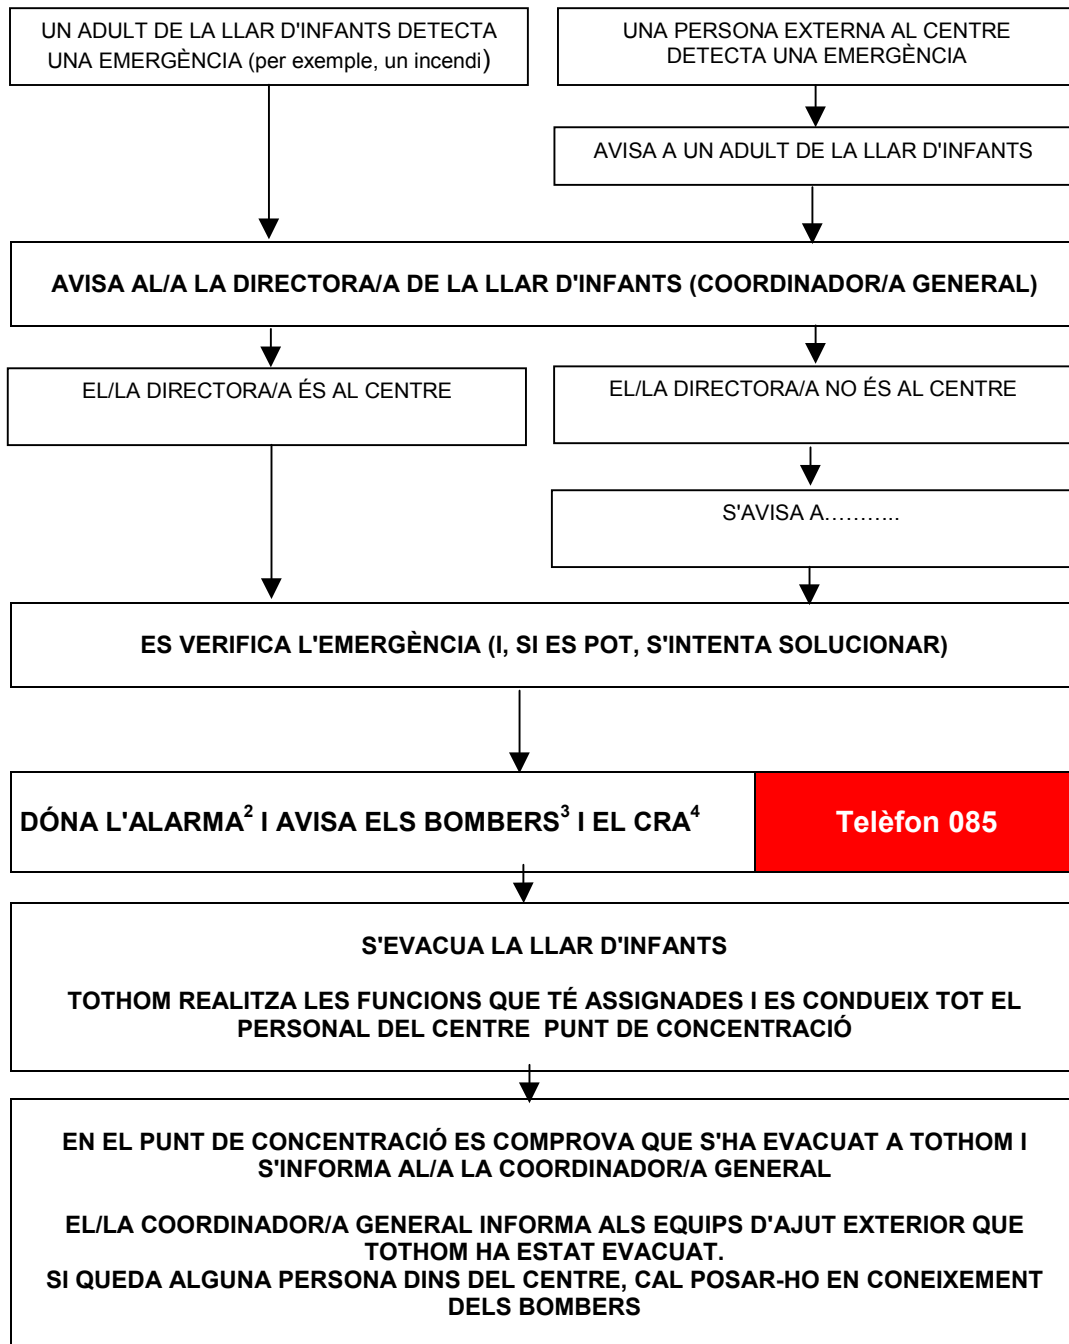 UN ADULT DE LA LLAR D'INFANTS DETECTA
UNA EMERGÈNCIA (per exemple, un incendi)
UNA PERSONA EXTERNA AL CENTRE
DETECTA UNA EMERGÈNCIA
AVISA A UN ADULT DE LA LLAR D'INFANTS
AVISA AL/A LA DIRECTORA/A DE LA LLAR D'INFANTS (COORDINADOR/A GENERAL)
EL/LA DIRECTORA/A ÉS AL CENTRE
EL/LA DIRECTORA/A NO ÉS AL CENTRE
S'AVISA A………..
ES VERIFICA L'EMERGÈNCIA (I, SI ES POT, S'INTENTA SOLUCIONAR)
DÓNA L'ALARMA² I AVISA ELS BOMBERS³ I EL CRA⁴
Telèfon 085
S'EVACUA LA LLAR D'INFANTS
TOTHOM REALITZA LES FUNCIONS QUE TÉ ASSIGNADES I ES CONDUEIX TOT EL
PERSONAL DEL CENTRE PUNT DE CONCENTRACIÓ
EN EL PUNT DE CONCENTRACIÓ ES COMPROVA QUE S'HA EVACUAT A TOTHOM I
S'INFORMA AL/A LA COORDINADOR/A GENERAL
EL/LA COORDINADOR/A GENERAL INFORMA ALS EQUIPS D'AJUT EXTERIOR QUE
TOTHOM HA ESTAT EVACUAT.
SI QUEDA ALGUNA PERSONA DINS DEL CENTRE, CAL POSAR-HO EN CONEIXEMENT
DELS BOMBERS